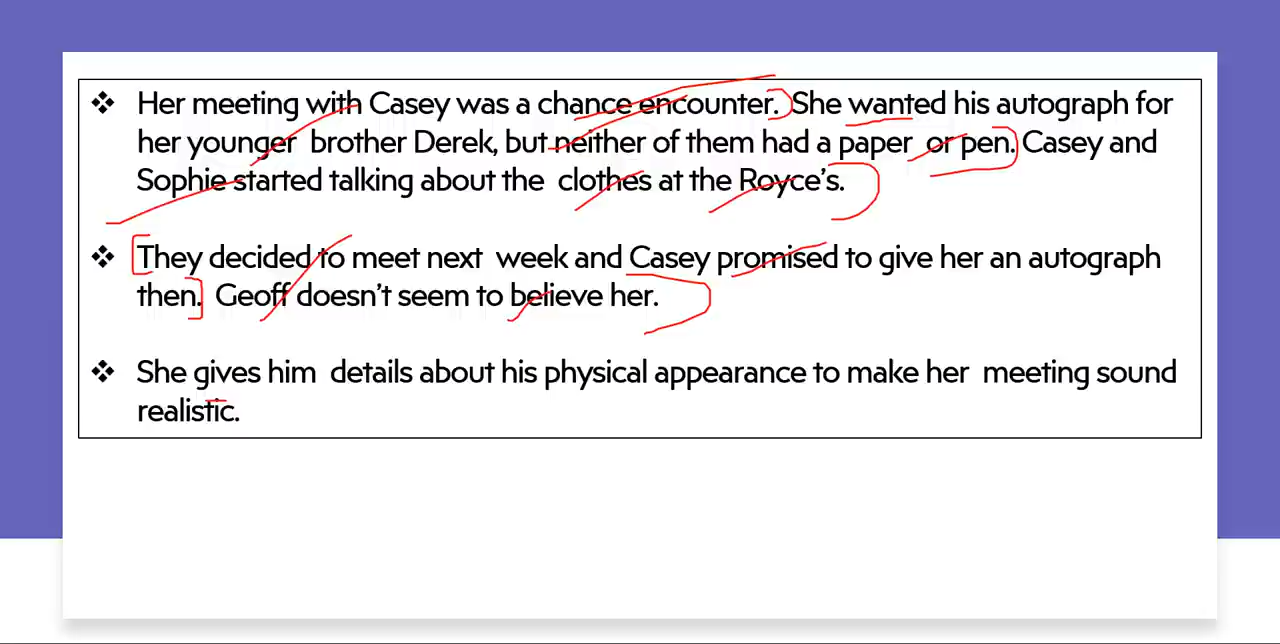 ❖ Her meeting with Casey was a chance encounter. She wanted his autograph for
her younger brother Derek, but neither of them had a paper or pen. Casey and
Sophie started talking about the clothes at the Royce’s.
❖ They decided to meet next week and Casey promised to give her an autograph
then. Geoff doesn’t seem to believe her.
❖ She gives him details about his physical appearance to make her meeting sound
realistic.